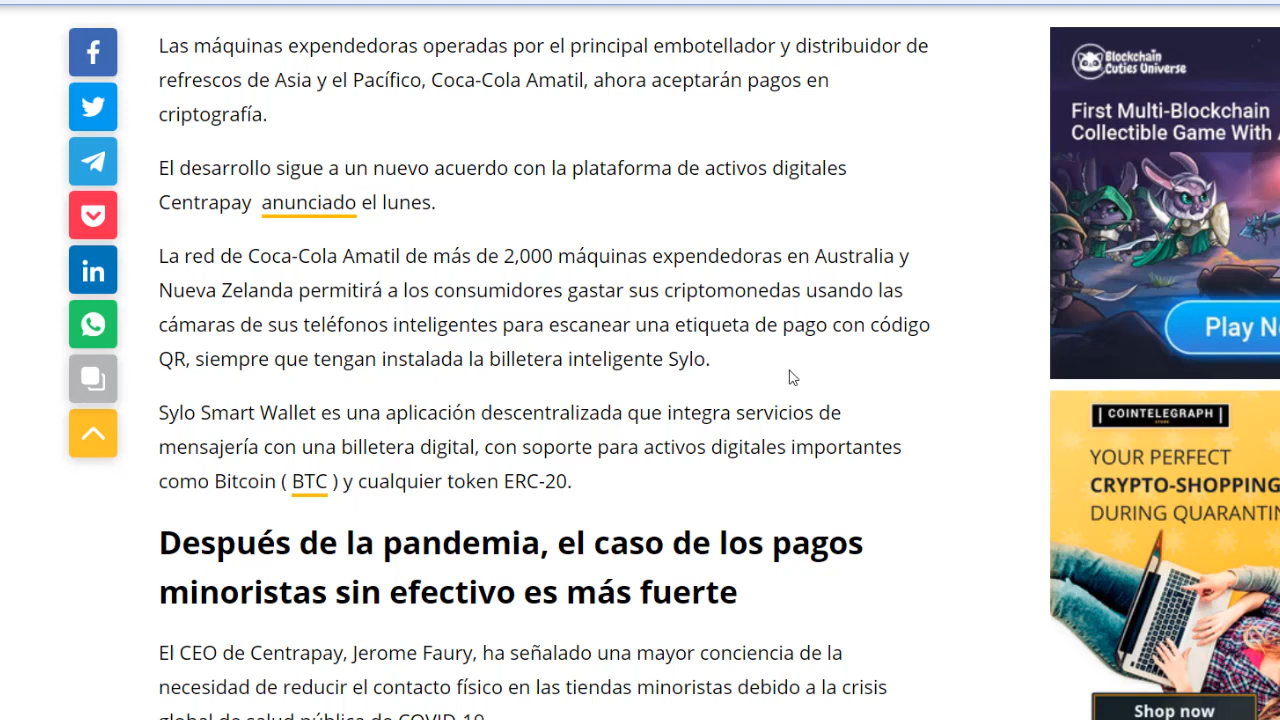 Las máquinas expendedoras operadas por el principal embotellador y distribuidor de
refrescos de Asia y el Pacífico, Coca-Cola Amatil, ahora aceptarán pagos en
criptografía.
El desarrollo sigue a un nuevo acuerdo con la plataforma de activos digitales
Centrapay anunciado el lunes.
La red de Coca-Cola Amatil de más de 2,000 máquinas expendedoras en Australia y
Nueva Zelanda permitirá a los consumidores gastar sus criptomonedas usando las
cámaras de sus teléfonos inteligentes para escanear una etiqueta de pago con código
QR, siempre que tengan instalada la billetera inteligente Sylo.
Sylo Smart Wallet es una aplicación descentralizada que integra servicios de
mensajería con una billetera digital, con soporte para activos digitales importantes
como Bitcoin ( BTC ) y cualquier token ERC-20.
Después de la pandemia, el caso de los pagos
minoristas sin efectivo es más fuerte
El CEO de Centrapay, Jerome Faury, ha señalado una mayor conciencia de la
necesidad de reducir el contacto físico en las tiendas minoristas debido a la crisis
global de salud pública de COVID-19
Blockchain
Cuties Universe
First Multi-Blockchain
Collectible Game With
Play
| COINTELEGRAPH |
YOUR PERFECT
CRYPTO-SHOPPING
DURING
Shop now